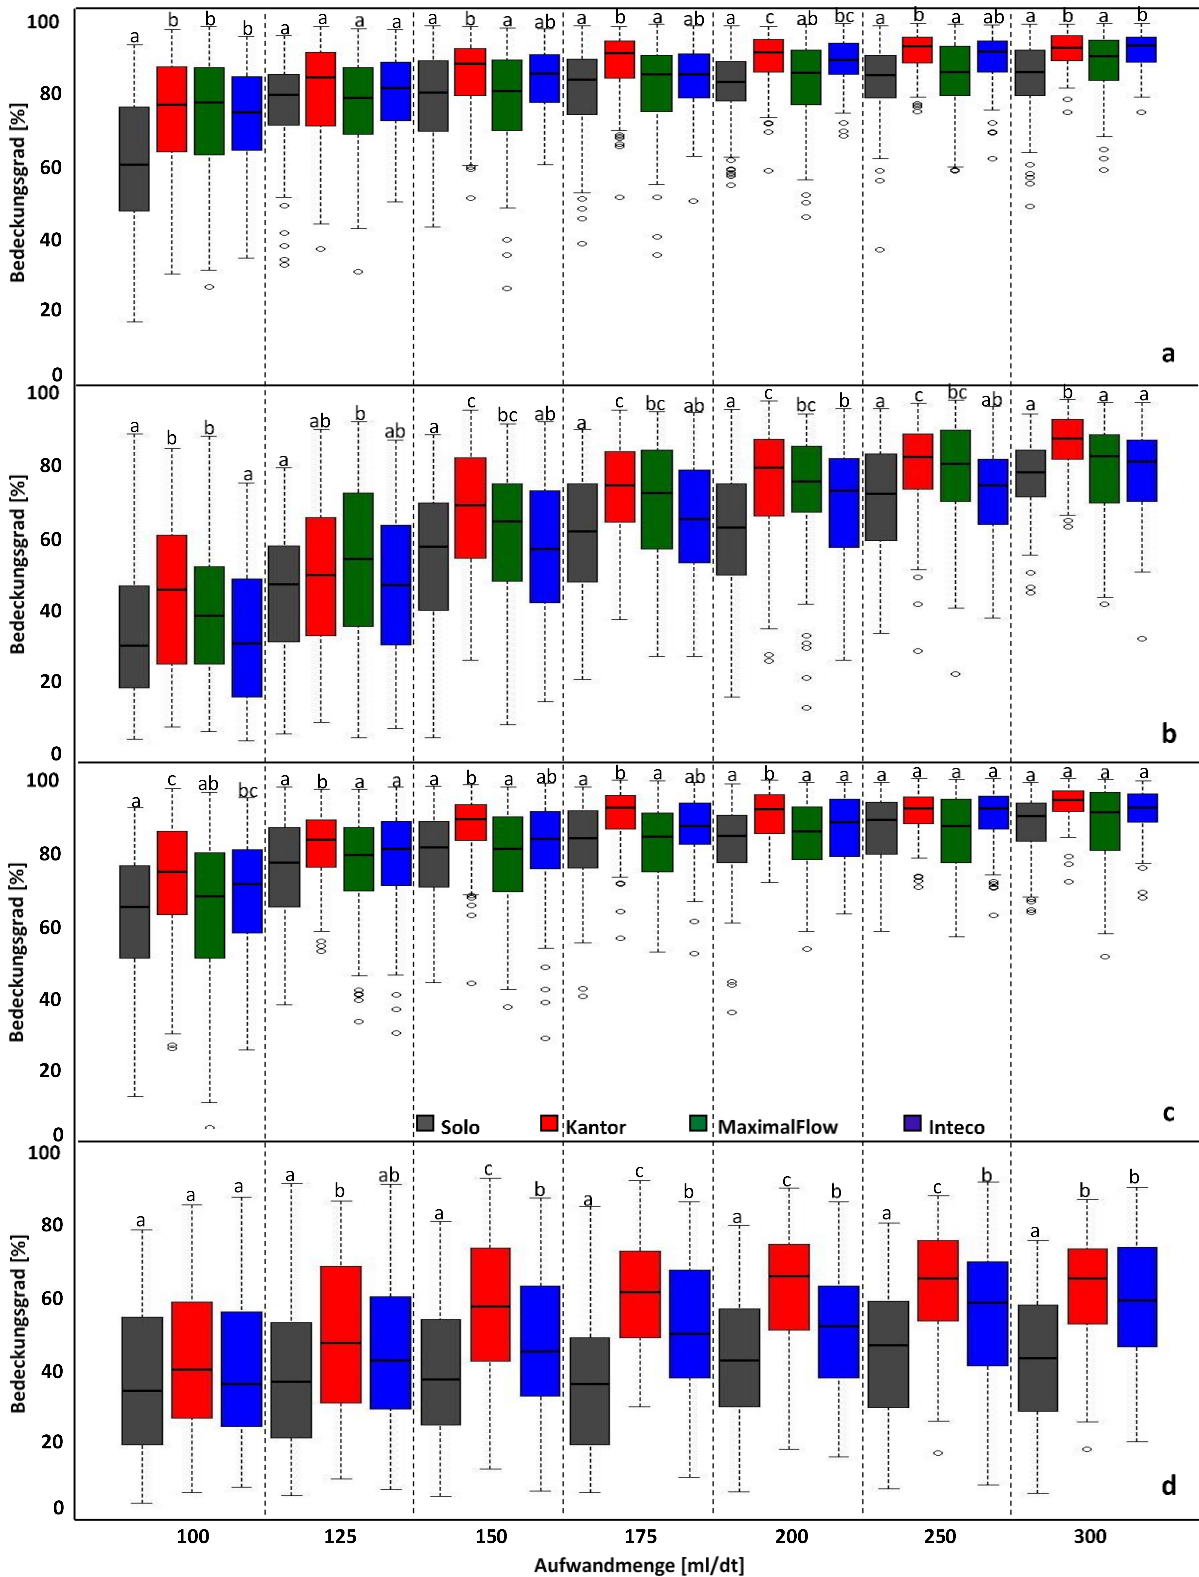 100
a b b b a a a a a b a ab a b a ab a c ab bc a b a ab a b a b
80
Bedeckungsgrad [%]
60
40
20
a
0
100
a b b a a ab b ab a c bc ab a c bc ab a c bc b a c bc ab a b a a
80
Bedeckungsgrad [%]
60
40
20
b
0
100
a c ab bc a b a a a b a ab a b a ab a b a a a a a a a a a a
80
Bedeckungsgrad [%]
60
40
20
c
Solo Kantor MaximalFlow Inteco
0
100
a a a a b ab a c b a c b a c b a c b a b b
80
Bedeckungsgrad [%]
60
40
20
d
0
100 125 150 175 200 250 300
Aufwandmenge [ml/dt]